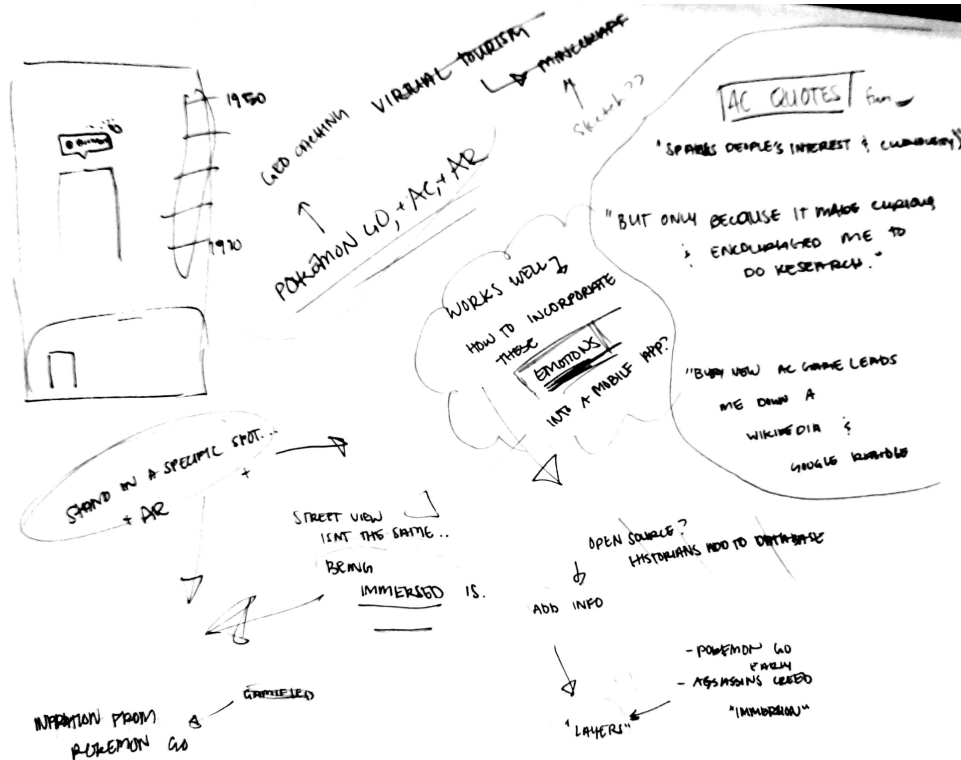 1950
1920
GEO CACHING
VIRTUAL TOURISM
MINECRAFT
Sketch??
POKÉMON GO, + AC, + AR
AC QUOTES
fun
"SPARKS PEOPLE'S INTEREST & CURIOSITY"
"BUT ONLY BECAUSE IT MADE CURIOUS
& ENCOURAGED ME TO
DO RESEARCH."
"EVERY NEW AC GAME LEADS
ME DOWN A
WIKIPEDIA &
GOOGLE
WORKS WELL
HOW TO INCORPORATE
THESE
EMOTIONS
INTO A MOBILE APP?
STAND IN A SPECIFIC SPOT...
+ AR
+
STREET VIEW
ISNT THE SAME..
BEING
IMMERSED IS.
OPEN SOURCE?
HISTORIANS ADD TO DATABASE
ADD INFO
"LAYERS"
- POKEMON GO
- ASSASSINS CREED
"IMMERSION"
GAMIFIED
FROM
POKEMON GO